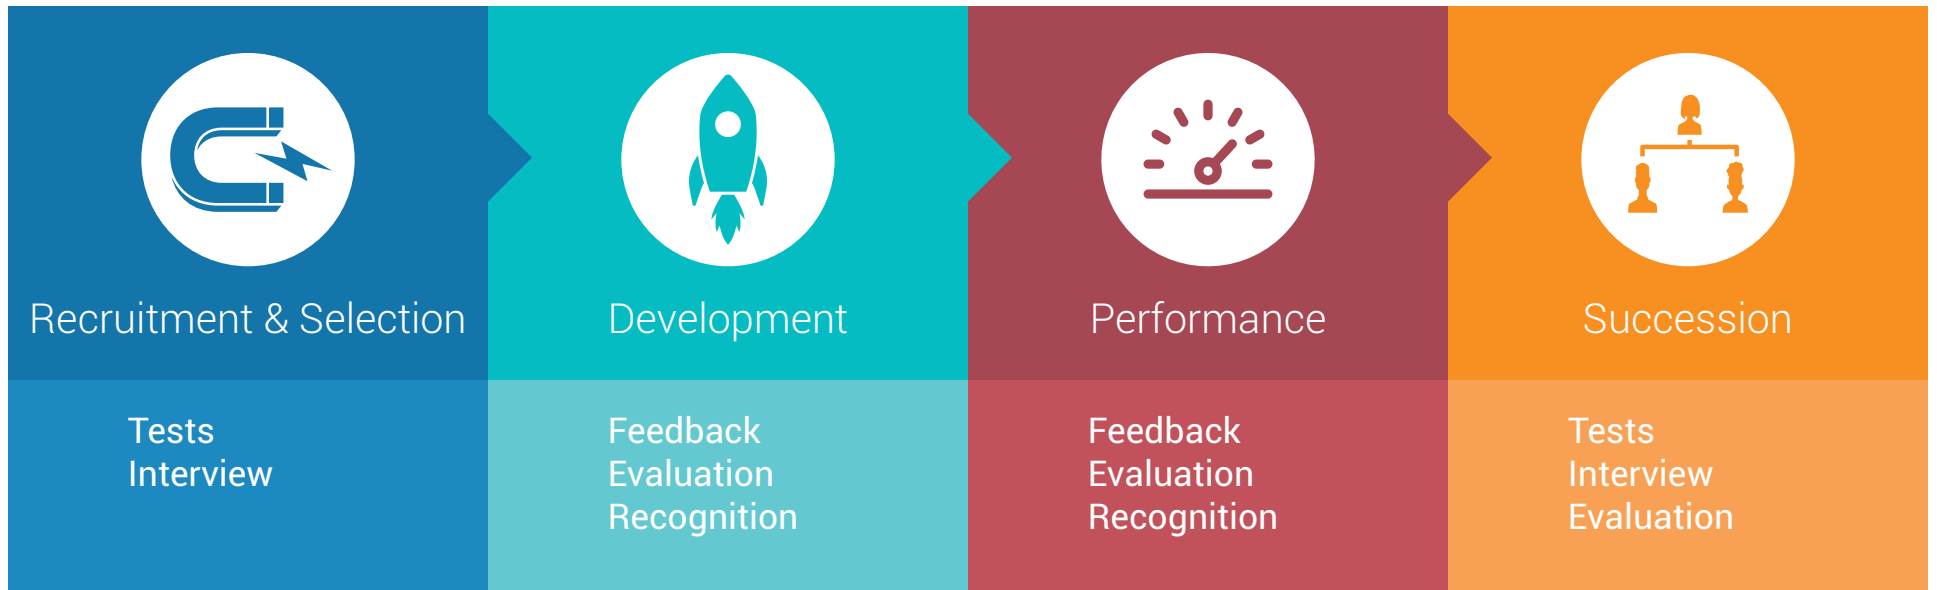 Recruitment & Selection
Tests
Interview
Development
Feedback
Evaluation
Recognition
Performance
Feedback
Evaluation
Recognition
Succession
Tests
Interview
Evaluation